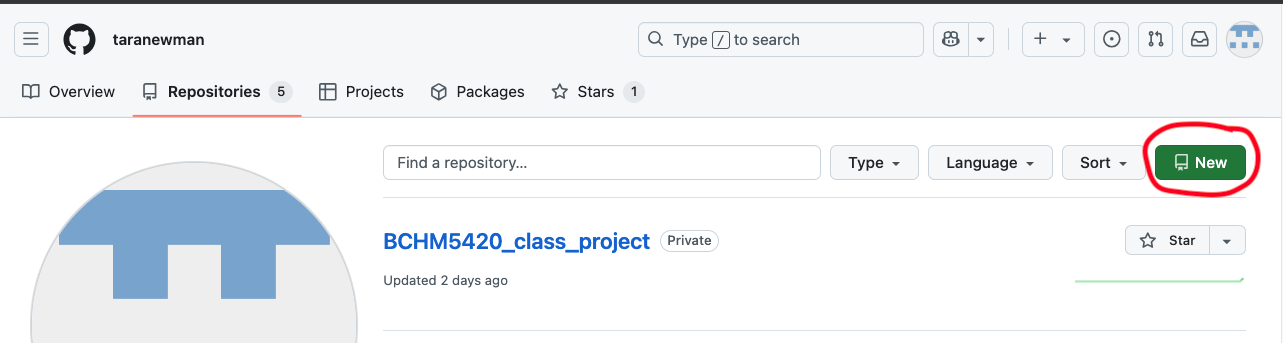 taranewman
Type / to search
Overview
Repositories 5
Projects
Packages
Stars 1
Find a repository...
Type
Language
Sort
New
BCHM5420_class_project Private
Star
Updated 2 days ago